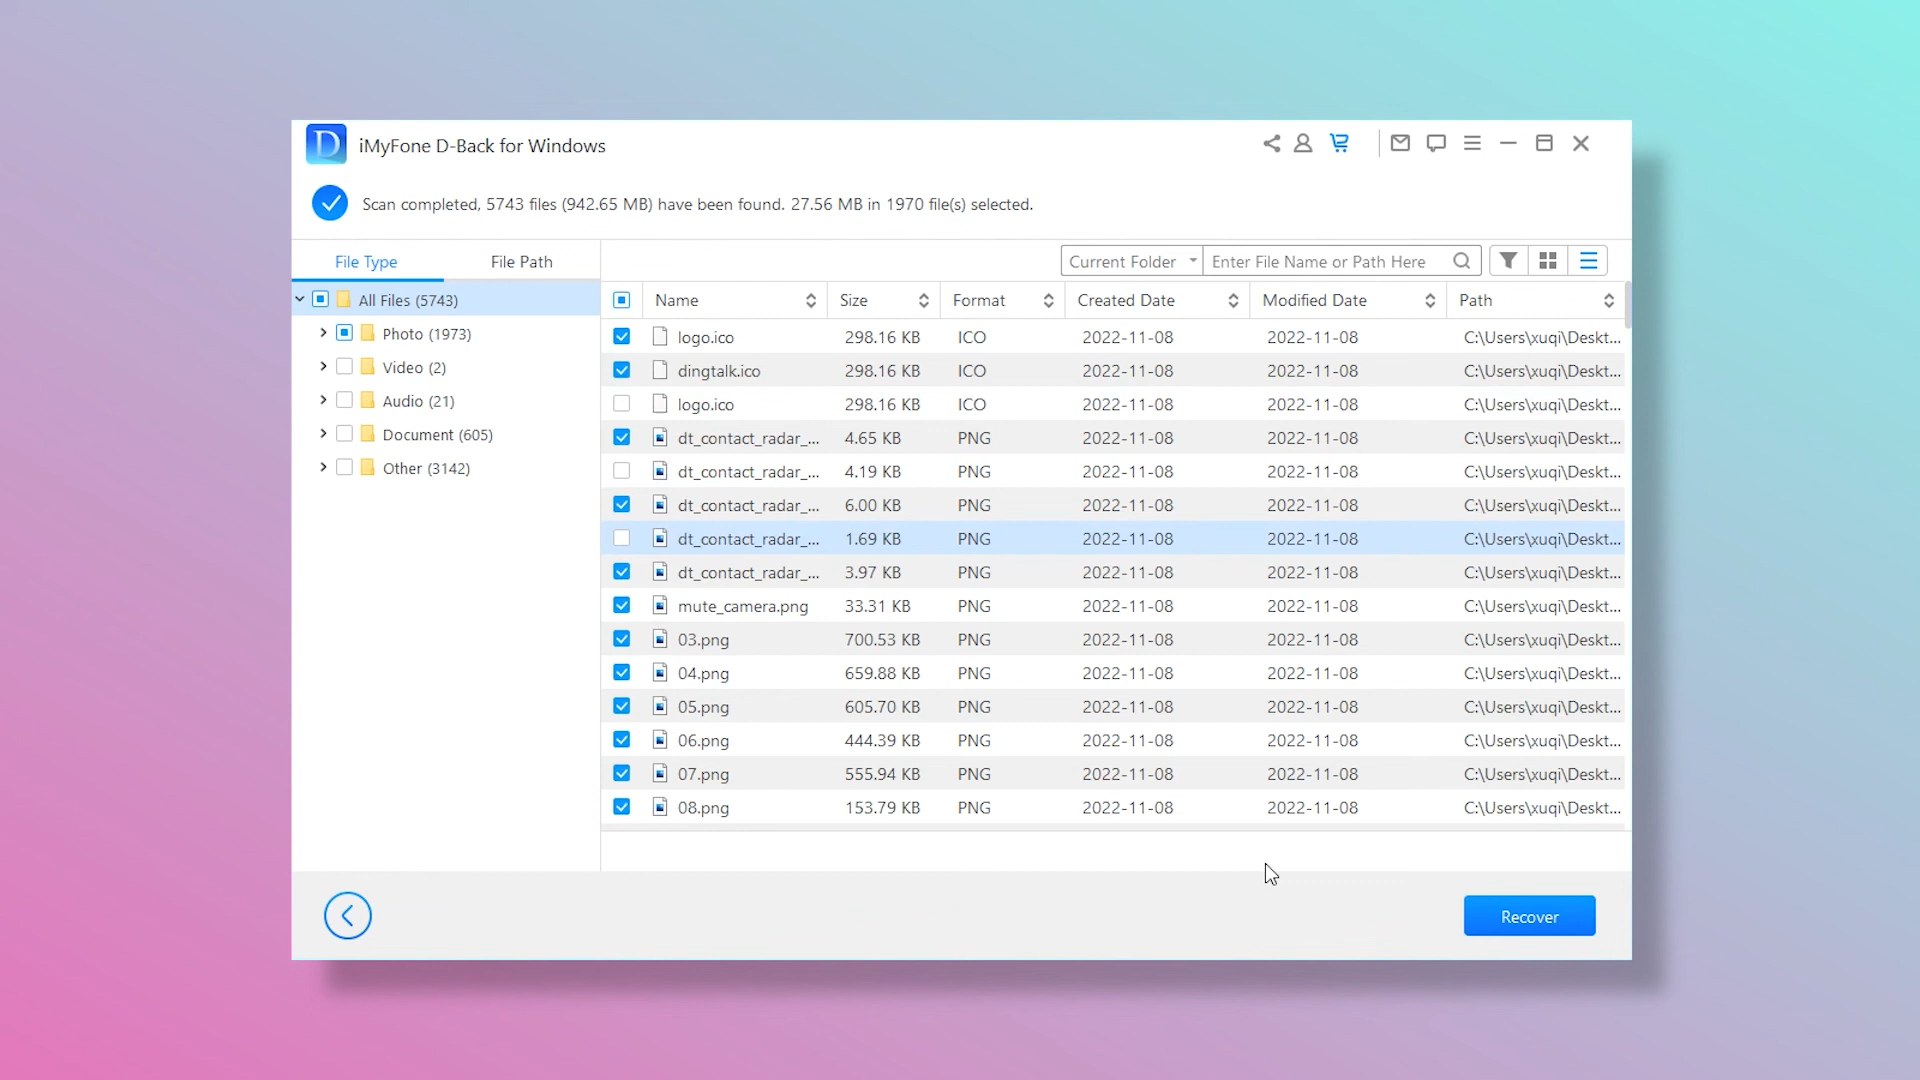 D iMyFone D-Back for Windows
Scan completed, 5743 files (942.65 MB) have been found. 27.56 MB in 1970 file(s) selected.
File Type File Path
Current Folder Enter File Name or Path Here
All Files (5743)
Photo (1973)
Video (2)
Audio (21)
Document (605)
Other (3142)
Name Size Format Created Date Modified Date Path
logo.ico 298.16 KB ICO 2022-11-08 2022-11-08 C:\Users\xuqi\Deskt...
dingtalk.ico 298.16 KB ICO 2022-11-08 2022-11-08 C:\Users\xuqi\Deskt...
logo.ico 298.16 KB ICO 2022-11-08 2022-11-08 C:\Users\xuqi\Deskt...
dt_contact_radar_... 4.65 KB PNG 2022-11-08 2022-11-08 C:\Users\xuqi\Deskt...
dt_contact_radar_... 4.19 KB PNG 2022-11-08 2022-11-08 C:\Users\xuqi\Deskt...
dt_contact_radar_... 6.00 KB PNG 2022-11-08 2022-11-08 C:\Users\xuqi\Deskt...
dt_contact_radar_... 1.69 KB PNG 2022-11-08 2022-11-08 C:\Users\xuqi\Deskt...
dt_contact_radar_... 3.97 KB PNG 2022-11-08 2022-11-08 C:\Users\xuqi\Deskt...
mute_camera.png 33.31 KB PNG 2022-11-08 2022-11-08 C:\Users\xuqi\Deskt...
03.png 700.53 KB PNG 2022-11-08 2022-11-08 C:\Users\xuqi\Deskt...
04.png 659.88 KB PNG 2022-11-08 2022-11-08 C:\Users\xuqi\Deskt...
05.png 605.70 KB PNG 2022-11-08 2022-11-08 C:\Users\xuqi\Deskt...
06.png 444.39 KB PNG 2022-11-08 2022-11-08 C:\Users\xuqi\Deskt...
07.png 555.94 KB PNG 2022-11-08 2022-11-08 C:\Users\xuqi\Deskt...
08.png 153.79 KB PNG 2022-11-08 2022-11-08 C:\Users\xuqi\Deskt...
Recover